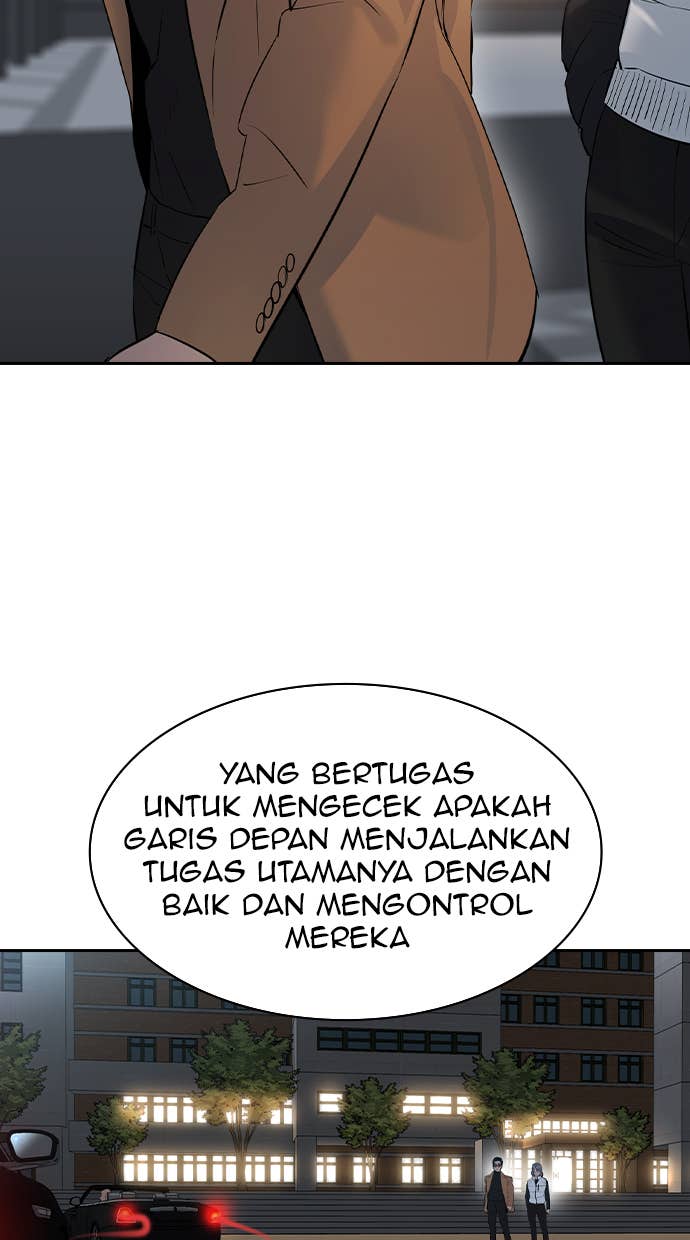 YANG BERTUGAS
UNTUK MENGECEK APAKAH
GARIS DEPAN MENJALANKAN
TUGAS UTAMANYA DENGAN
BAIK DAN MENGONTROL
MEREKA